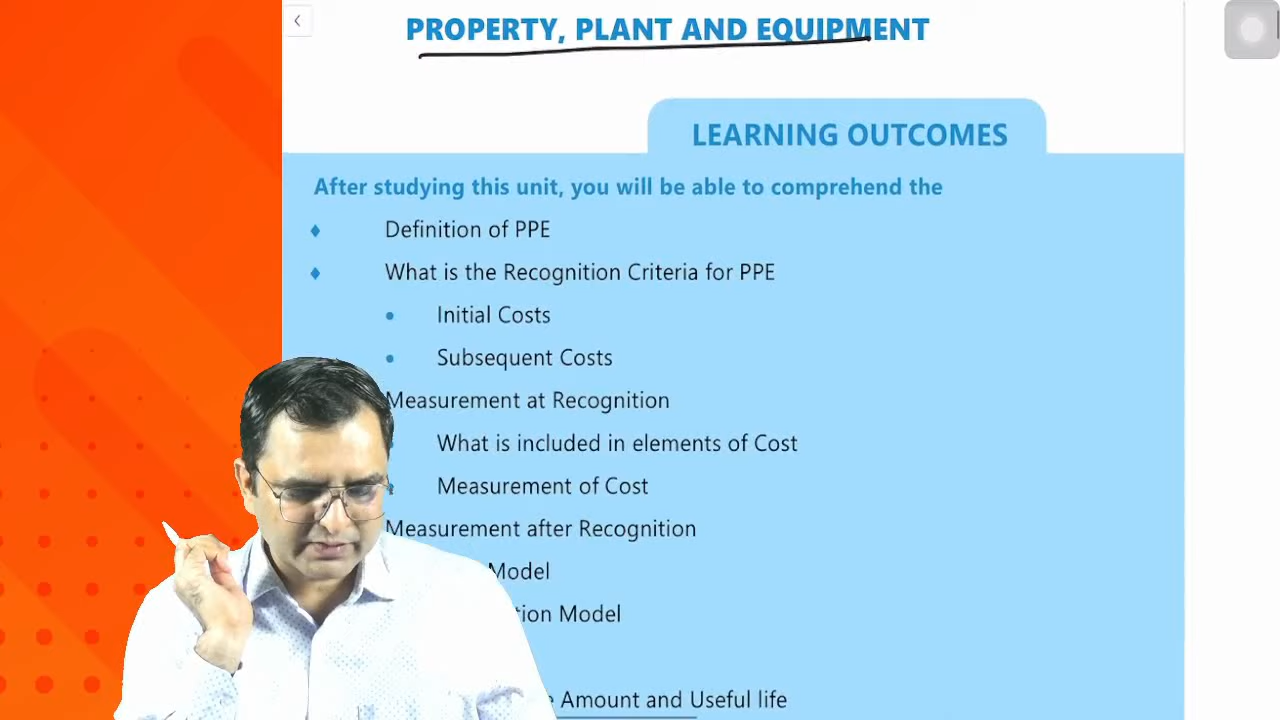 PROPERTY, PLANT AND EQUIPMENT
LEARNING OUTCOMES
After studying this unit, you will be able to comprehend the
Definition of PPE
What is the Recognition Criteria for PPE
Initial Costs
Subsequent Costs
Measurement at Recognition
What is included in elements of Cost
Measurement of Cost
Measurement after Recognition
Model
Model
Amount and Useful life